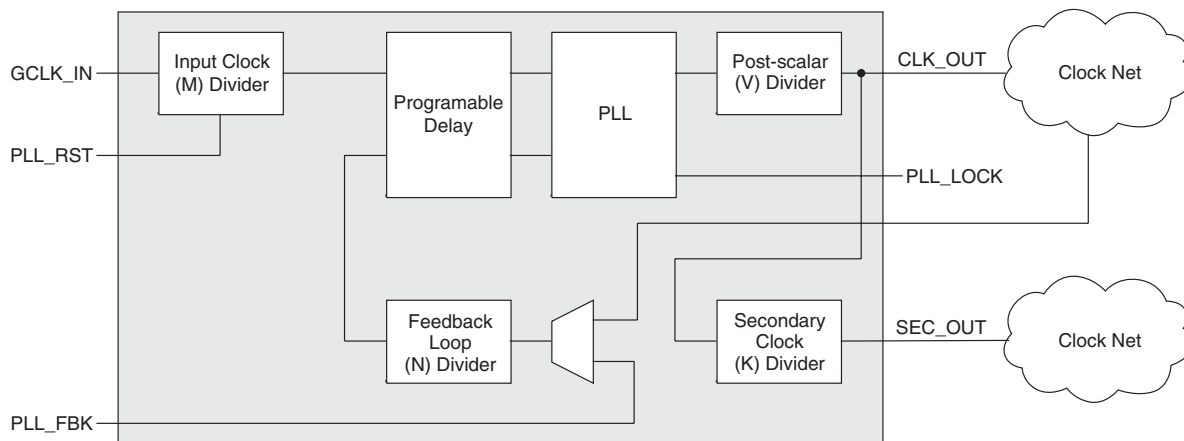 GCLK_IN
Input Clock
(M) Divider
Programable
Delay
PLL
Post-scalar
(V) Divider
CLK_OUT
Clock Net
PLL_RST
PLL_LOCK
Feedback
Loop
(N) Divider
Secondary
Clock
(K) Divider
SEC_OUT
Clock Net
PLL_FBK